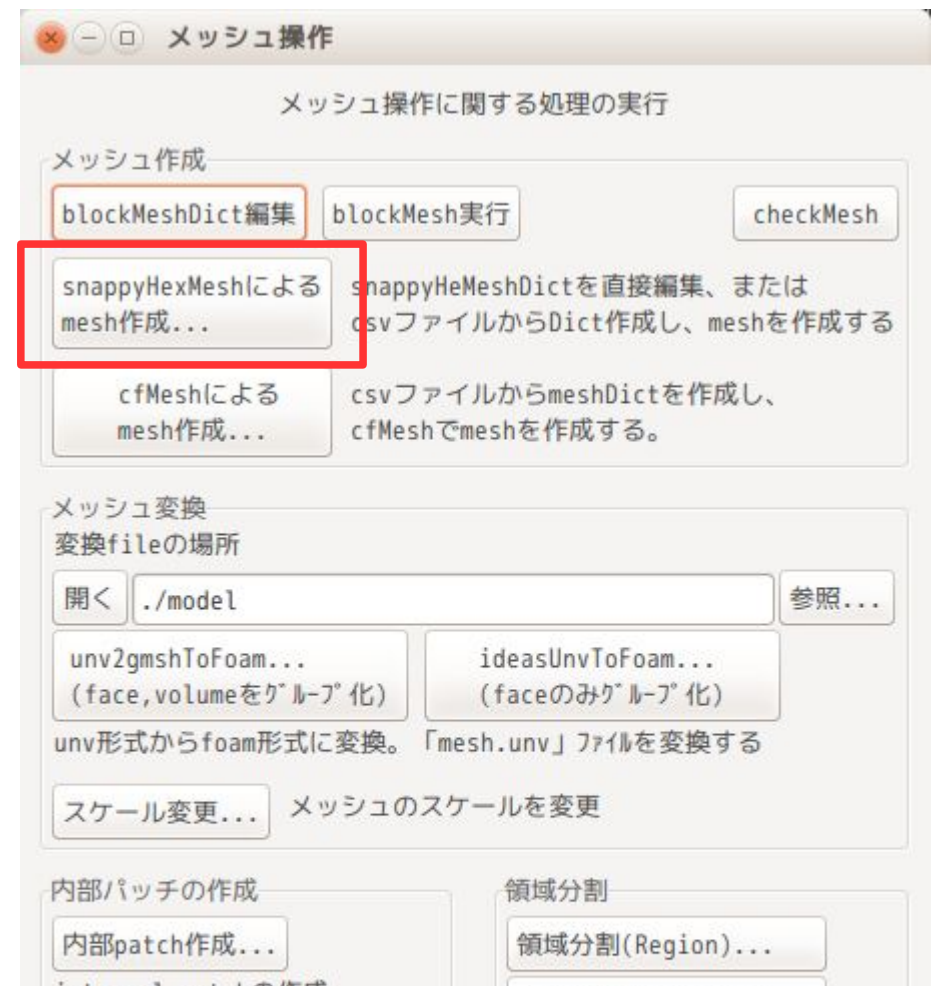 メッシュ操作
メッシュ操作に関する処理の実行
メッシュ作成
blockMeshDict編集 blockMesh実行 checkMesh
snappyHexMeshによる
mesh作成...
snappyHeMeshDictを直接編集、または
csvファイルからDict作成し、meshを作成する
cfMeshによる
mesh作成...
csvファイルからmeshDictを作成し、
cfMeshでmeshを作成する。
メッシュ変換
変換fileの場所
開く ./model 参照...
unv2gmshToFoam...
(face,volumeをグループ化)
ideasUnvToFoam...
(faceのみグループ化)
unv形式からfoam形式に変換。「mesh.unv」ファイルを変換する
スケール変更... メッシュのスケールを変更
内部パッチの作成
内部patch作成...
領域分割
領域分割(Region)...